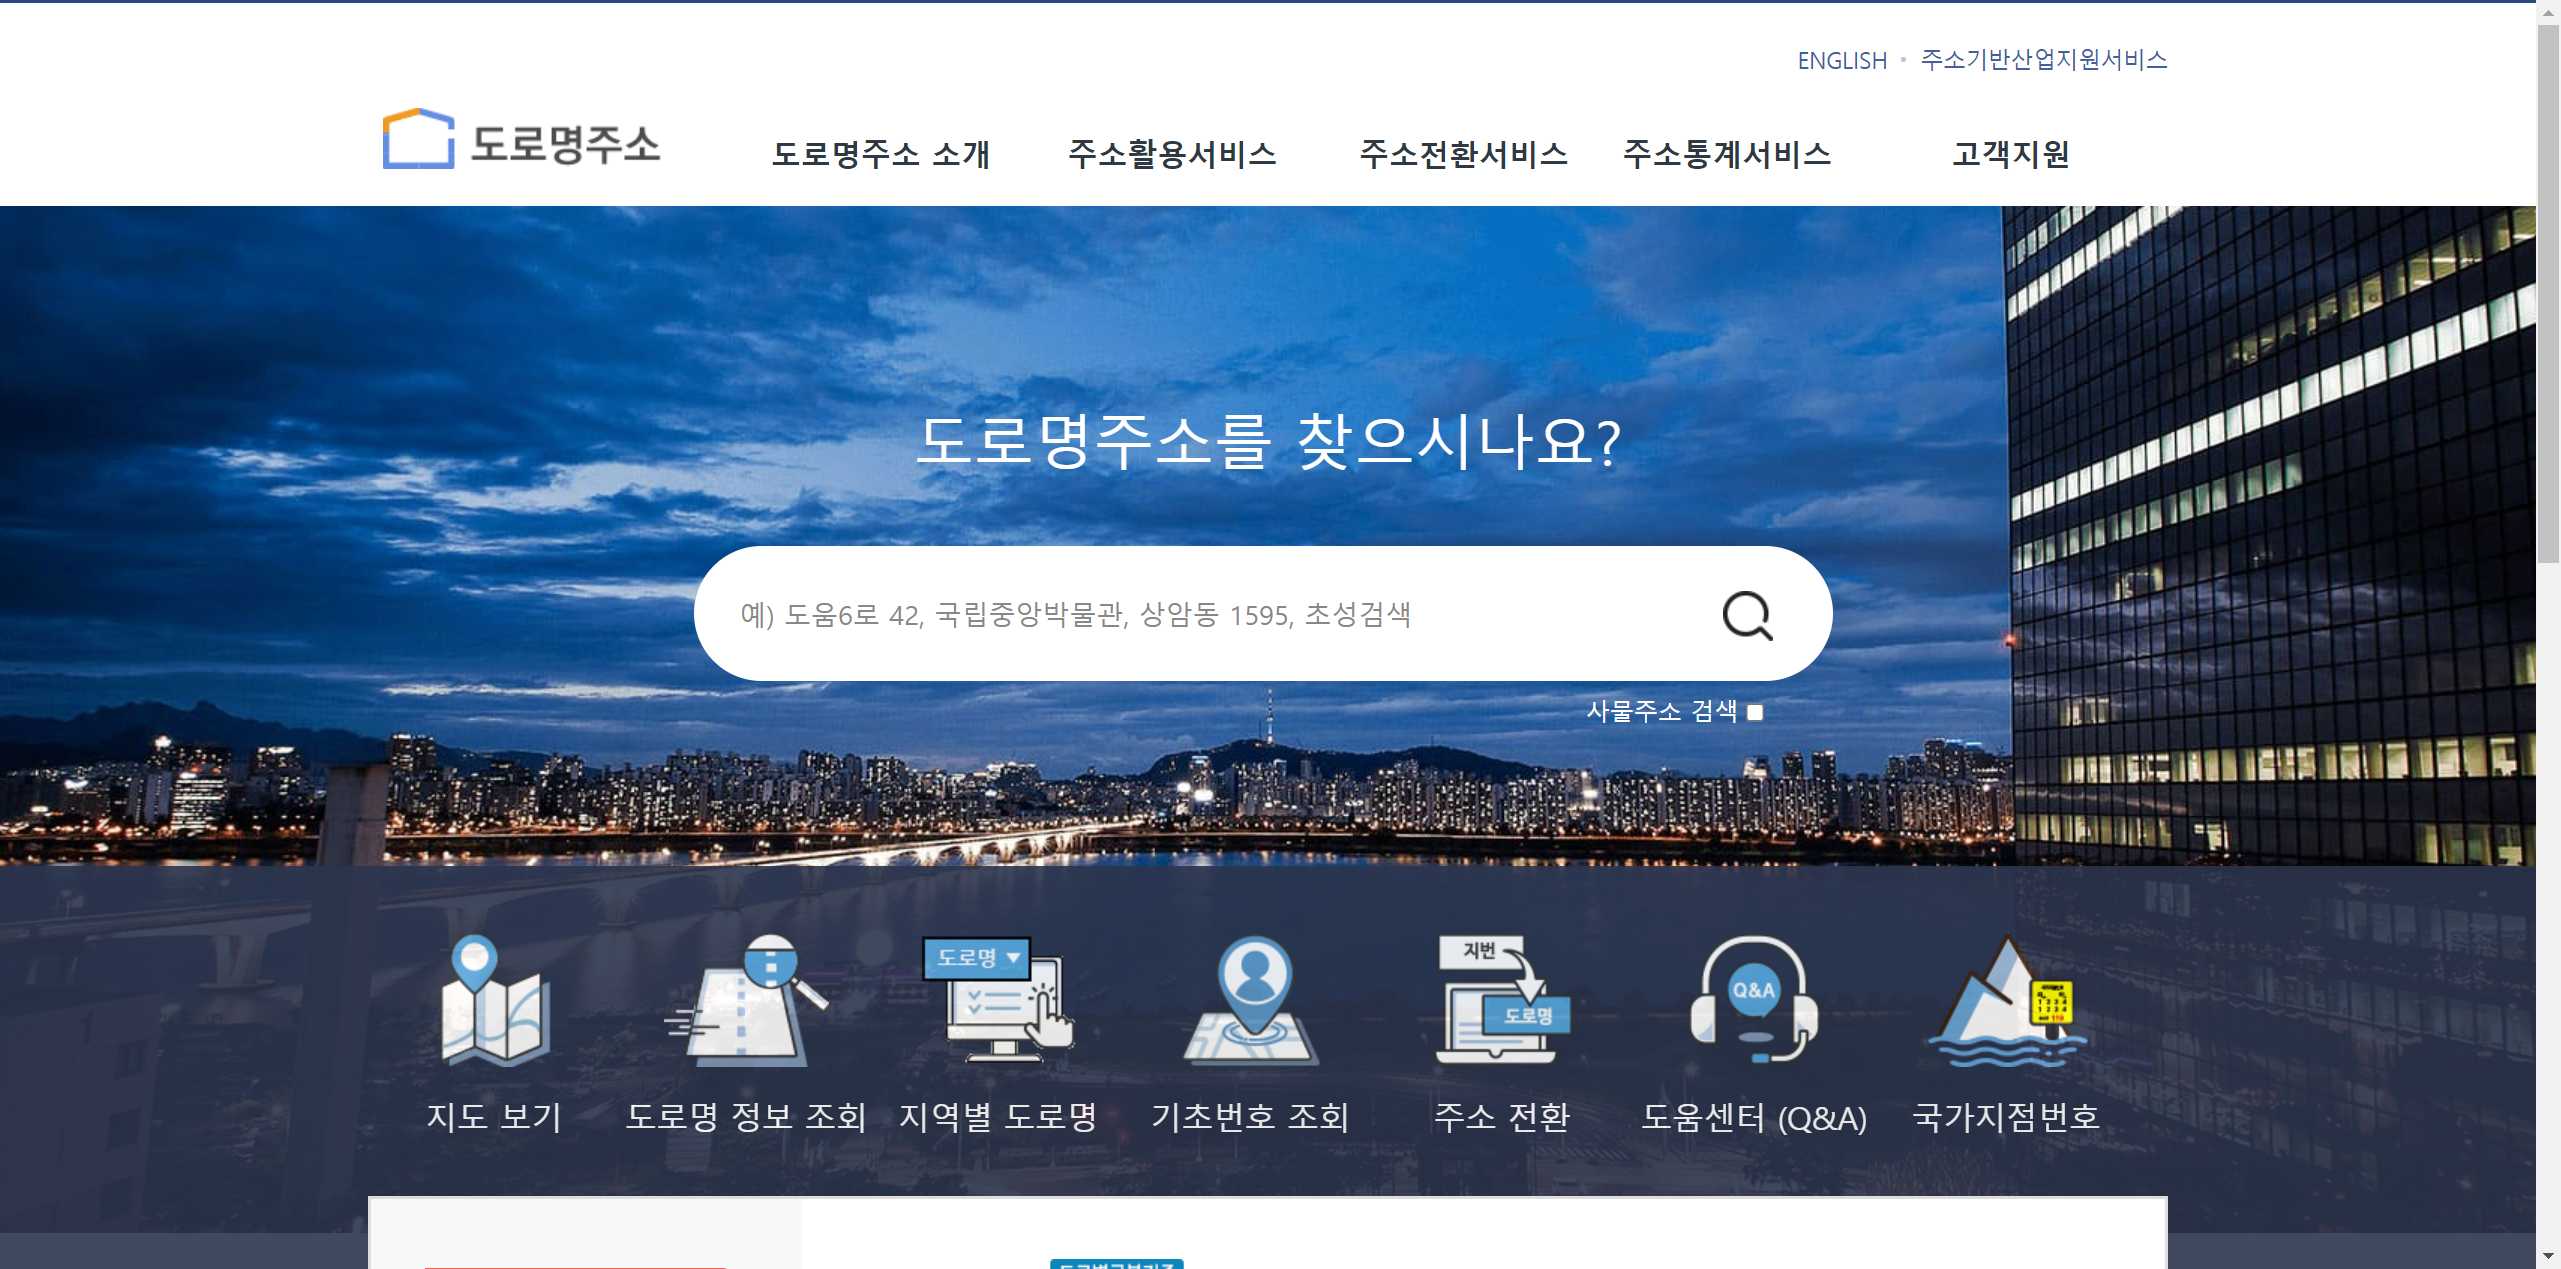 ENGLISH
주소기반산업지원서비스
도로명주소
도로명주소 소개
주소활용서비스
주소전환서비스
주소통계서비스
고객지원
도로명주소를 찾으시나요?
예) 도움6로 42, 국립중앙박물관, 상암동 1595, 초성검색
사물주소 검색
도로명
지번
도로명
Q&A
지도 보기
도로명 정보 조회
지역별 도로명
기초번호 조회
주소 전환
도움센터 (Q&A)
국가지점번호